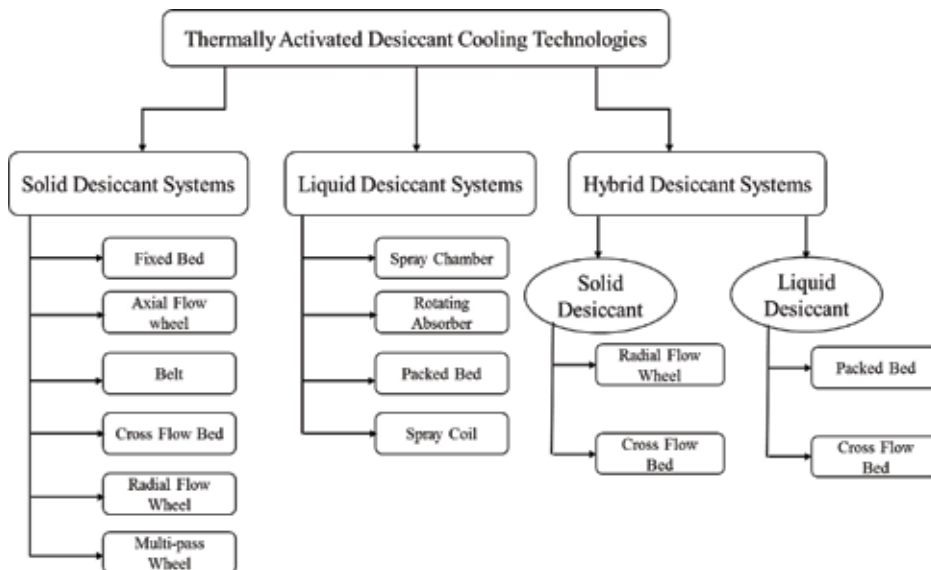 Thermally Activated Desiccant Cooling Technologies
Solid Desiccant Systems
Fixed Bed
Axial Flow
wheel
Belt
Cross Flow Bed
Radial Flow
Wheel
Multi-pass
Wheel
Liquid Desiccant Systems
Spray Chamber
Rotating
Absorber
Packed Bed
Spray Coil
Hybrid Desiccant Systems
Solid
Desiccant
Radial Flow
Wheel
Cross Flow
Bed
Liquid
Desiccant
Packed Bed
Cross Flow
Bed